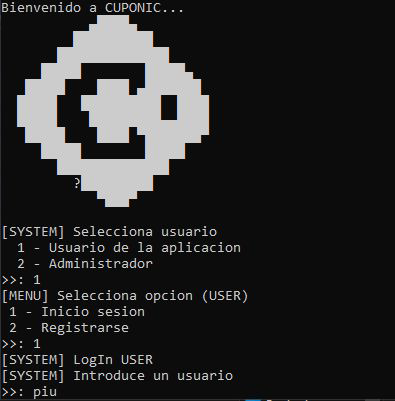 Bienvenido a CUPONIC...
?
[SYSTEM] Selecciona usuario
1 - Usuario de la aplicacion
2 - Administrador
>>: 1
[MENU] Selecciona opcion (USER)
1 - Inicio sesion
2 - Registrarse
>>: 1
[SYSTEM] LogIn USER
[SYSTEM] Introduce un usuario
>>: piu